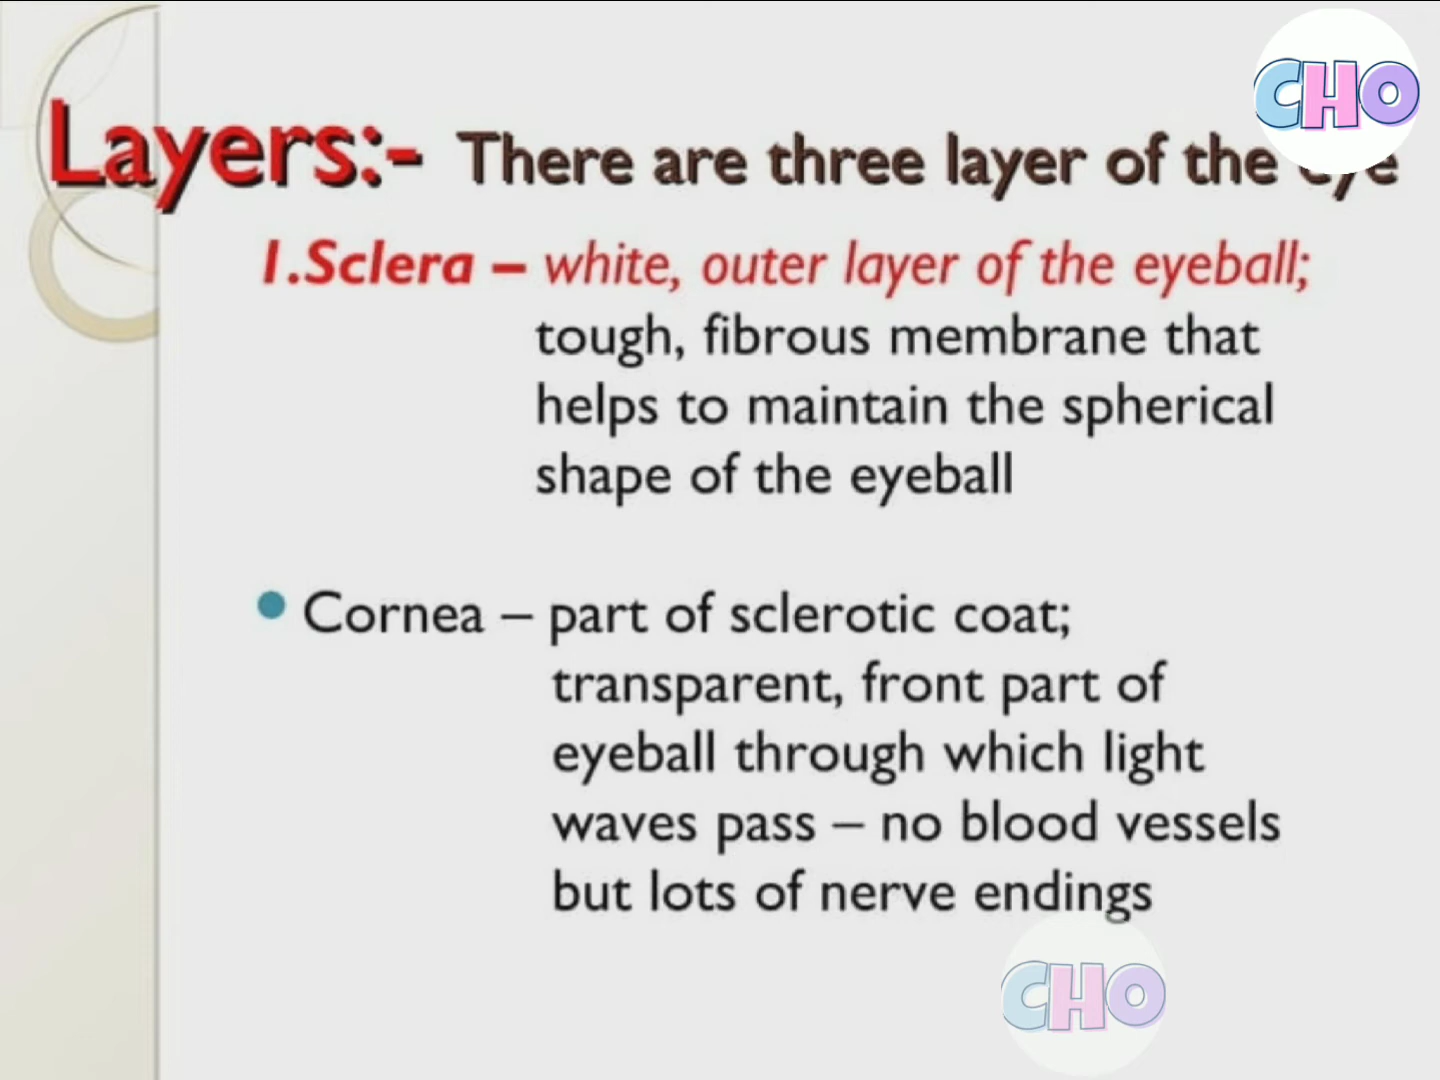 CHO
Layers:- There are three layer of the eye
1.Sclera – white, outer layer of the eyeball;
tough, fibrous membrane that
helps to maintain the spherical
shape of the eyeball
Cornea – part of sclerotic coat;
transparent, front part of
eyeball through which light
waves pass – no blood vessels
but lots of nerve endings
CHO